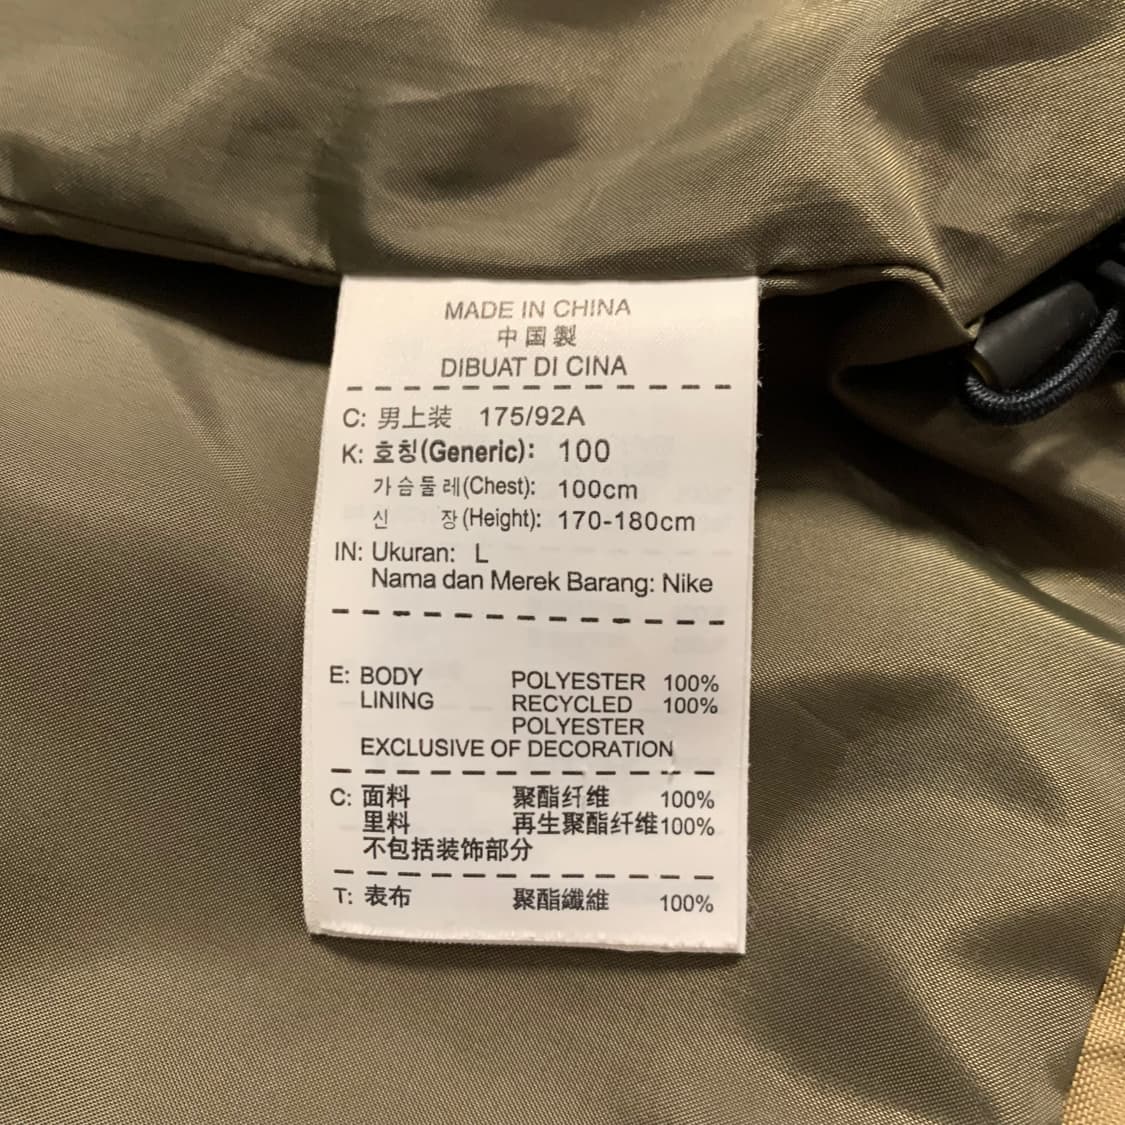 MADE IN CHINA
中国製
DIBUAT DI CINA
C: 男上装 175/92A
K: 호칭(Generic): 100
가슴둘레(Chest): 100cm
신 장(Height): 170-180cm
IN: Ukuran: L
Nama dan Merek Barang: Nike
E: BODY POLYESTER 100%
LINING RECYCLED 100%
POLYESTER
EXCLUSIVE OF DECORATION
C: 面料 聚酯纤维 100%
里料 再生聚酯纤维100%
不包括装饰部分
T: 表布 聚酯纖維 100%